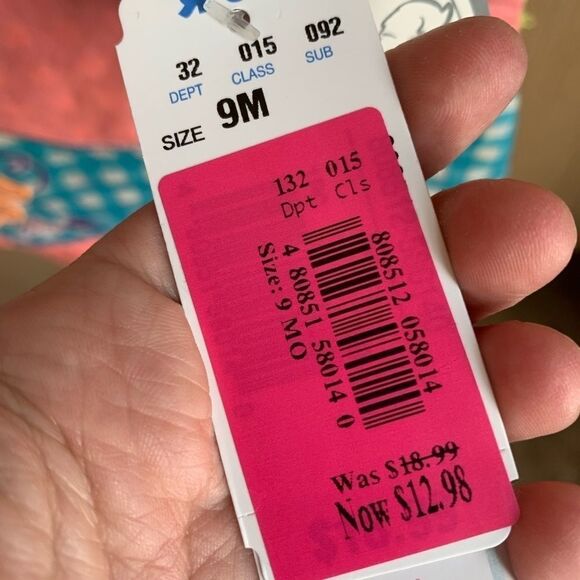 32 015 092
DEPT CLASS SUB
SIZE 9M
132 015
Dpt Cls
808512 058014
4 80851 58014 0
Size: 9 MO
Was $18.99
Now $12.98